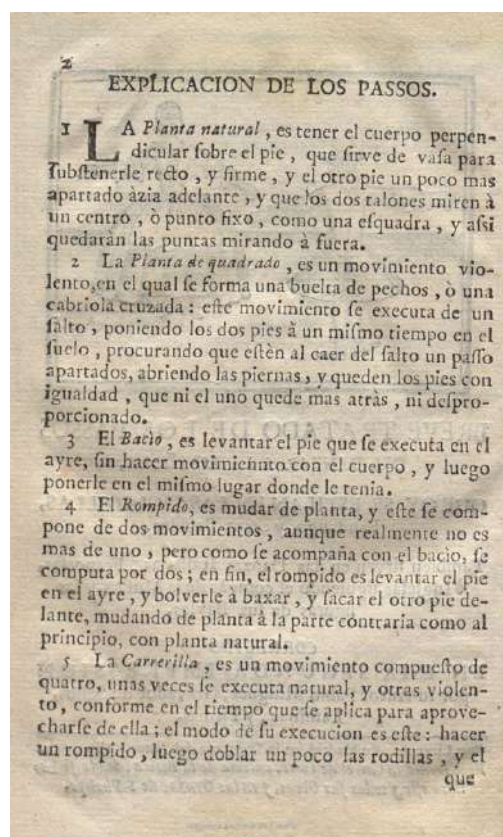 2
EXPLICACION DE LOS PASSOS.
1 LA Planta natural, es tener el cuerpo perpen-
dicular ſobre el pie, que ſirve de vaſa para
ſubſtenerle recto, y firme, y el otro pie un poco mas
apartado àzia adelante, y que los dos talones miren à
un centro, ò punto fixo, como una eſquadra, y aſsi
quedaràn las puntas mirando à fuera.
2 La Planta de quadrado, es un movimiento vio-
lento, en el qual ſe forma una buelta de pechos, ò una
cabriola cruzada: eſte movimiento ſe executa de un
ſalto, poniendo los dos pies à un miſmo tiempo en el
ſuelo, procurando que eſtèn al caer del ſalto un paſſo
apartados, abriendo las piernas, y queden los pies con
igualdad, que ni el uno quede mas atràs, ni deſpro-
porcionado.
3 El Bacìo, es levantar el pie que ſe executa en el
ayre, ſin hacer movimiennto con el cuerpo, y luego
ponerle en el miſmo lugar donde le tenia.
4 El Rompido, es mudar de planta, y eſte ſe com-
pone de dos movimientos, aunque realmente no es
mas de uno, pero como ſe acompaña con el bacìo, ſe
computa por dos; en fin, el rompido es levantar el pie
en el ayre, y bolverle à baxar, y ſacar el otro pie de-
lante, mudando de planta à la parte contraria como al
principio, con planta natural.
5 La Carrerilla, es un movimiento compueſto de
quatro, unas veces ſe executa natural, y otras violen-
to, conforme en el tiempo que ſe aplica para aprove-
charſe de ella; el modo de ſu execucion es eſte: hacer
un rompido, luego doblar un poco las rodillas, y el
que